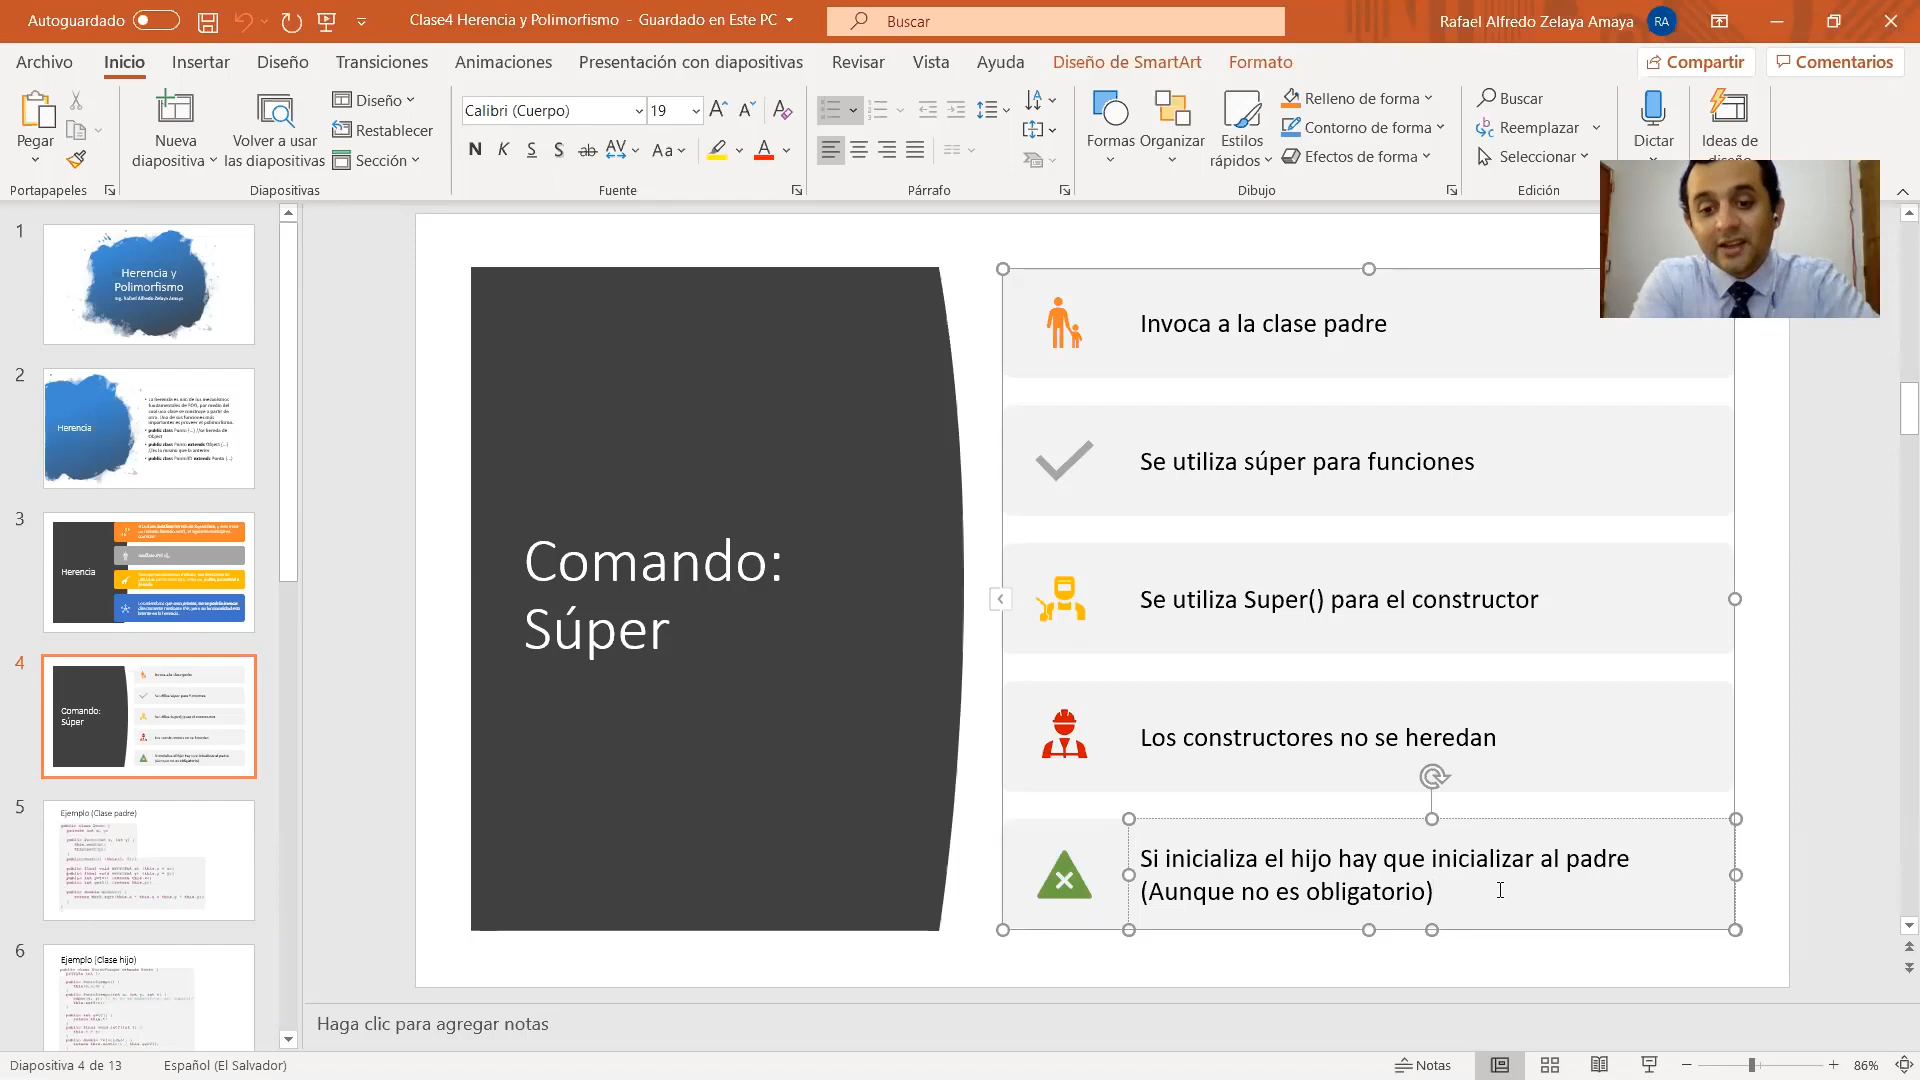 Autoguardado
Clase4 Herencia y Polimorfismo - Guardado en Este PC
Buscar
Rafael Alfredo Zelaya Amaya
RA
Archivo
Inicio
Insertar
Diseño
Transiciones
Animaciones
Presentación con diapositivas
Revisar
Vista
Ayuda
Diseño de SmartArt
Formato
Compartir
Comentarios
Pegar
Nueva diapositiva
Volver a usar las diapositivas
Diseño
Restablecer
Sección
Calibri (Cuerpo)
19
N K S S ab AV Aa A
Formas
Organizar
Estilos rápidos
Relleno de forma
Contorno de forma
Efectos de forma
Buscar
Reemplazar
Seleccionar
Dictar
Ideas de
Portapapeles
Diapositivas
Fuente
Párrafo
Dibujo
Edición
1
Herencia y
Polimorfismo
Ing. Rafael Alfredo Zelaya Amaya
2
Herencia
3
Herencia
4
Comando:
Súper
5
Ejemplo (Clase padre)
6
Ejemplo (Clase hijo)
Comando:
Súper
Invoca a la clase padre
Se utiliza súper para funciones
Se utiliza Super() para el constructor
Los constructores no se heredan
Si inicializa el hijo hay que inicializar al padre
(Aunque no es obligatorio)
Haga clic para agregar notas
Diapositiva 4 de 13
Español (El Salvador)
Notas
86%